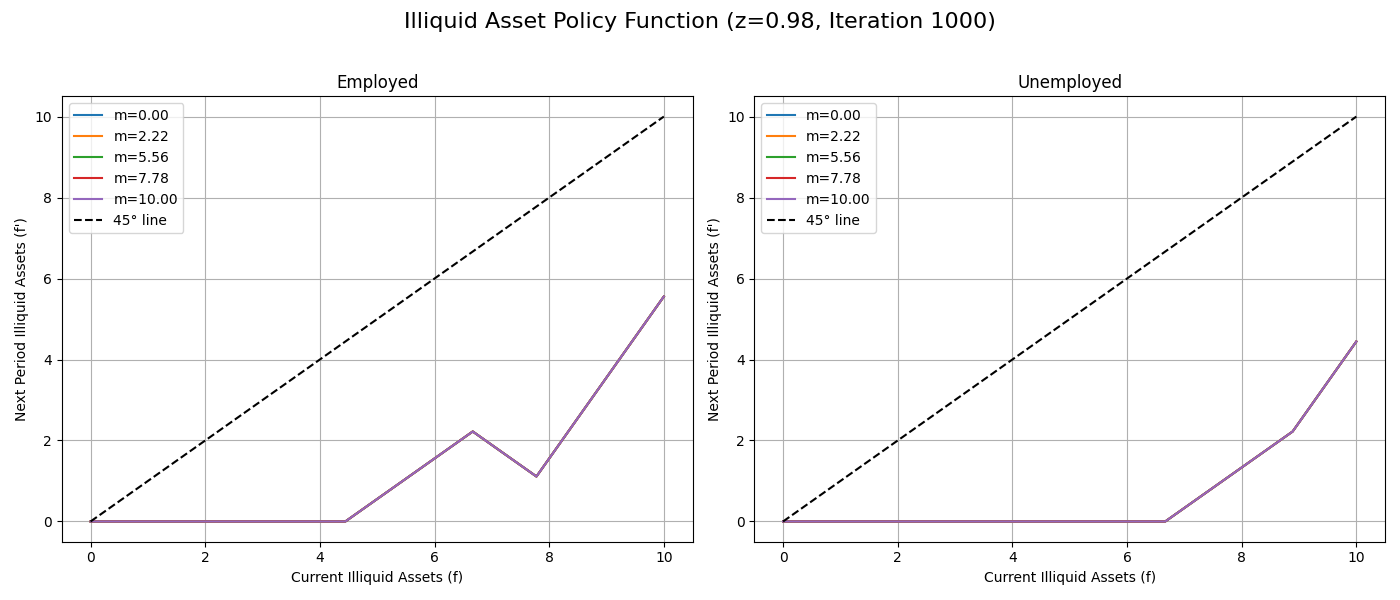 Illiquid Asset Policy Function (z=0.98, Iteration 1000)
Employed
m=0.00
m=2.22
m=5.56
m=7.78
m=10.00
45° line
10
8
6
4
2
0
0 2 4 6 8 10
Next Period Illiquid Assets (f')
Current Illiquid Assets (f)
Unemployed
m=0.00
m=2.22
m=5.56
m=7.78
m=10.00
45° line
10
8
6
4
2
0
0 2 4 6 8 10
Next Period Illiquid Assets (f')
Current Illiquid Assets (f)